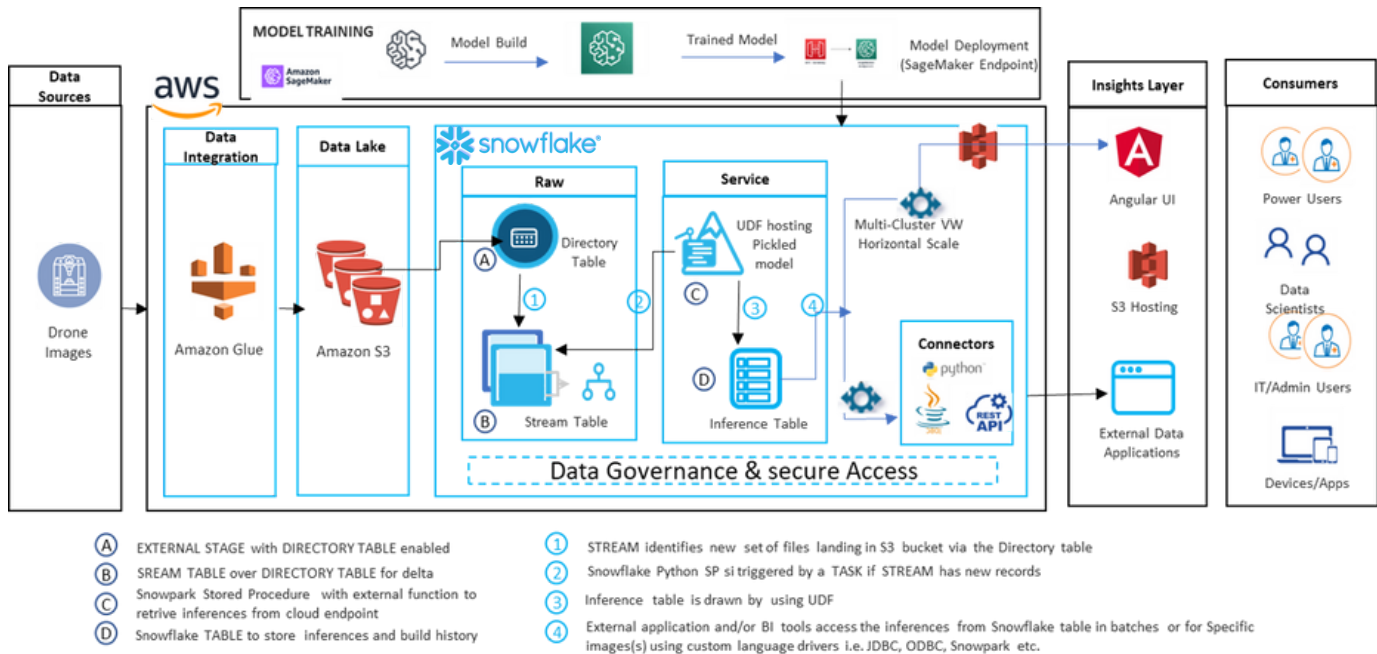 MODEL TRAINING
Amazon
SageMaker
Model Build
Trained Model
Model Deployment
(SageMaker Endpoint)
Data
Sources
Drone
Images
aws
Data
Integration
Amazon Glue
Data Lake
Amazon S3
snowflake®
Raw
Directory
Table
A
1
B
Stream Table
Service
UDF hosting
Pickled
model
2
C
3
4
D
Inference Table
Multi-Cluster VW
Horizontal Scale
Connectors
python
Java
REST
API
Data Governance & secure Access
Insights Layer
A
Angular UI
S3 Hosting
External Data
Applications
Consumers
Power Users
Data
Scientists
IT/Admin Users
Devices/Apps
A EXTERNAL STAGE with DIRECTORY TABLE enabled
B SREAM TABLE over DIRECTORY TABLE for delta
C Snowpark Stored Procedure with external function to
retrive inferences from cloud endpoint
D Snowflake TABLE to store inferences and build history
1 STREAM identifies new set of files landing in S3 bucket via the Directory table
2 Snowflake Python SP si triggered by a TASK if STREAM has new records
3 Inference table is drawn by using UDF
4 External application and/or BI tools access the inferences from Snowflake table in batches or for Specific
images(s) using custom language drivers i.e. JDBC, ODBC, Snowpark etc.